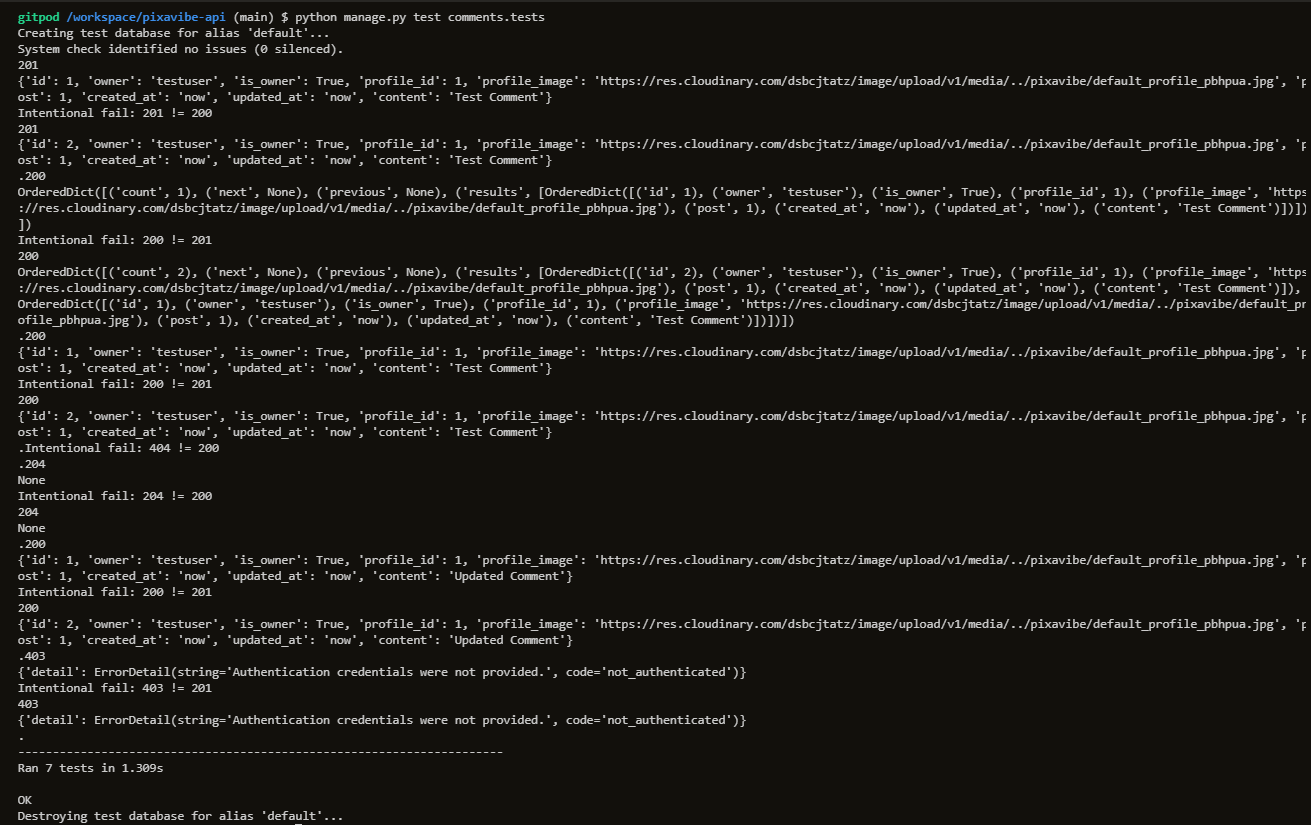 gitpod /workspace/pixavibe-api (main) $ python manage.py test comments.tests
Creating test database for alias 'default'...
System check identified no issues (0 silenced).
201
{'id': 1, 'owner': 'testuser', 'is_owner': True, 'profile_id': 1, 'profile_image': 'https://res.cloudinary.com/dsbcjtatz/image/upload/v1/media/../pixavibe/default_profile_pbhpua.jpg', 'p
ost': 1, 'created_at': 'now', 'updated_at': 'now', 'content': 'Test Comment'}
Intentional fail: 201 != 200
201
{'id': 2, 'owner': 'testuser', 'is_owner': True, 'profile_id': 1, 'profile_image': 'https://res.cloudinary.com/dsbcjtatz/image/upload/v1/media/../pixavibe/default_profile_pbhpua.jpg', 'p
ost': 1, 'created_at': 'now', 'updated_at': 'now', 'content': 'Test Comment'}
.200
OrderedDict([('count', 1), ('next', None), ('previous', None), ('results', [OrderedDict([('id', 1), ('owner', 'testuser'), ('is_owner', True), ('profile_id', 1), ('profile_image', 'https
://res.cloudinary.com/dsbcjtatz/image/upload/v1/media/../pixavibe/default_profile_pbhpua.jpg'), ('post', 1), ('created_at', 'now'), ('updated_at', 'now'), ('content', 'Test Comment')])]
])
Intentional fail: 200 != 201
200
OrderedDict([('count', 2), ('next', None), ('previous', None), ('results', [OrderedDict([('id', 2), ('owner', 'testuser'), ('is_owner', True), ('profile_id', 1), ('profile_image', 'https
://res.cloudinary.com/dsbcjtatz/image/upload/v1/media/../pixavibe/default_profile_pbhpua.jpg'), ('post', 1), ('created_at', 'now'), ('updated_at', 'now'), ('content', 'Test Comment')]),
OrderedDict([('id', 1), ('owner', 'testuser'), ('is_owner', True), ('profile_id', 1), ('profile_image', 'https://res.cloudinary.com/dsbcjtatz/image/upload/v1/media/../pixavibe/default_pr
ofile_pbhpua.jpg'), ('post', 1), ('created_at', 'now'), ('updated_at', 'now'), ('content', 'Test Comment')])])])
.200
{'id': 1, 'owner': 'testuser', 'is_owner': True, 'profile_id': 1, 'profile_image': 'https://res.cloudinary.com/dsbcjtatz/image/upload/v1/media/../pixavibe/default_profile_pbhpua.jpg', 'p
ost': 1, 'created_at': 'now', 'updated_at': 'now', 'content': 'Test Comment'}
Intentional fail: 200 != 201
200
{'id': 2, 'owner': 'testuser', 'is_owner': True, 'profile_id': 1, 'profile_image': 'https://res.cloudinary.com/dsbcjtatz/image/upload/v1/media/../pixavibe/default_profile_pbhpua.jpg', 'p
ost': 1, 'created_at': 'now', 'updated_at': 'now', 'content': 'Test Comment'}
.Intentional fail: 404 != 200
.204
None
Intentional fail: 204 != 200
204
None
.200
{'id': 1, 'owner': 'testuser', 'is_owner': True, 'profile_id': 1, 'profile_image': 'https://res.cloudinary.com/dsbcjtatz/image/upload/v1/media/../pixavibe/default_profile_pbhpua.jpg', 'p
ost': 1, 'created_at': 'now', 'updated_at': 'now', 'content': 'Updated Comment'}
Intentional fail: 200 != 201
200
{'id': 2, 'owner': 'testuser', 'is_owner': True, 'profile_id': 1, 'profile_image': 'https://res.cloudinary.com/dsbcjtatz/image/upload/v1/media/../pixavibe/default_profile_pbhpua.jpg', 'p
ost': 1, 'created_at': 'now', 'updated_at': 'now', 'content': 'Updated Comment'}
.403
{'detail': ErrorDetail(string='Authentication credentials were not provided.', code='not_authenticated')}
Intentional fail: 403 != 201
403
{'detail': ErrorDetail(string='Authentication credentials were not provided.', code='not_authenticated')}
.
----------------------------------------------------------------------
Ran 7 tests in 1.309s
OK
Destroying test database for alias 'default'...